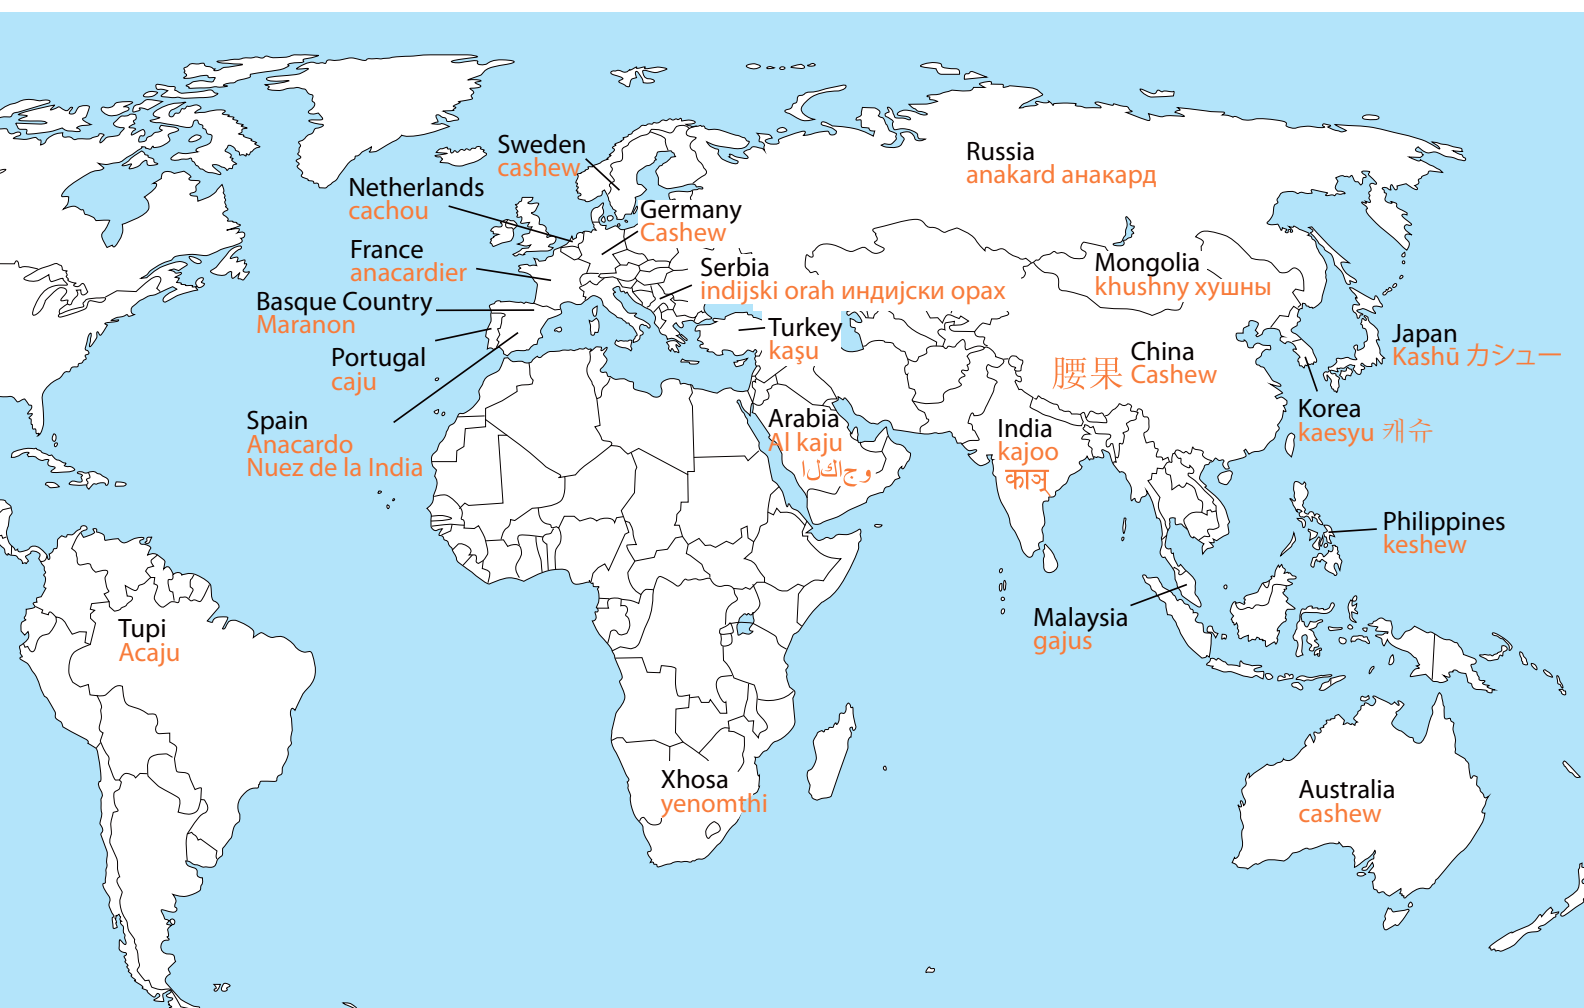 Sweden
cashew
Netherlands
cachou
Germany
Cashew
France
anacardier
Basque Country
Maranon
Portugal
caju
Spain
Anacardo
Nuez de la India
Serbia
indijski orah индијски орах
Turkey
kaşu
Russia
anakard анакард
Mongolia
khushny хушны
China
腰果 Cashew
Japan
Kashū カシュー
Korea
kaesyu 캐슈
Arabia
Al kaju
وجاكلا
India
kajoo
काजू
Philippines
keshew
Malaysia
gajus
Tupi
Acaju
Xhosa
yenomthi
Australia
cashew